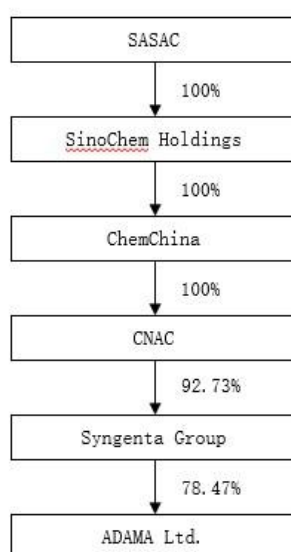 SASAC
100%
SinoChem Holdings
100%
ChemChina
100%
CNAC
92.73%
Syngenta Group
78.47%
ADAMA Ltd.